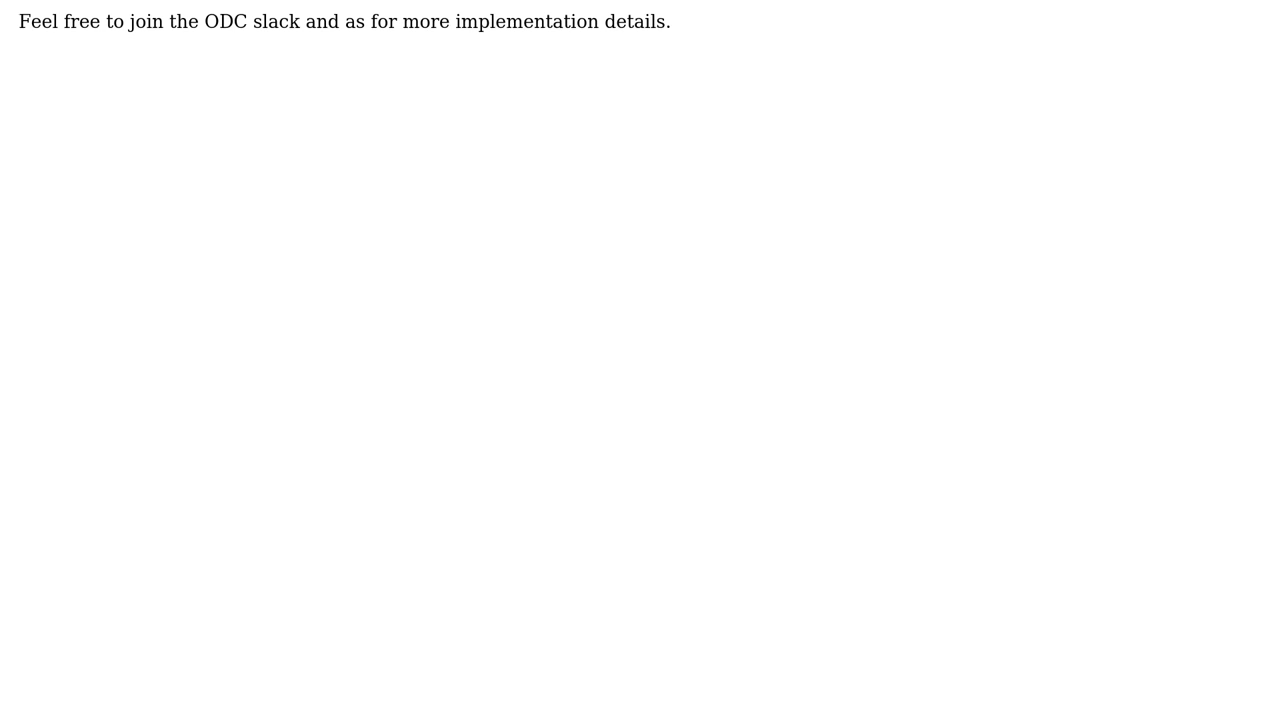 Feel free to join the ODC slack and as for more implementation details.